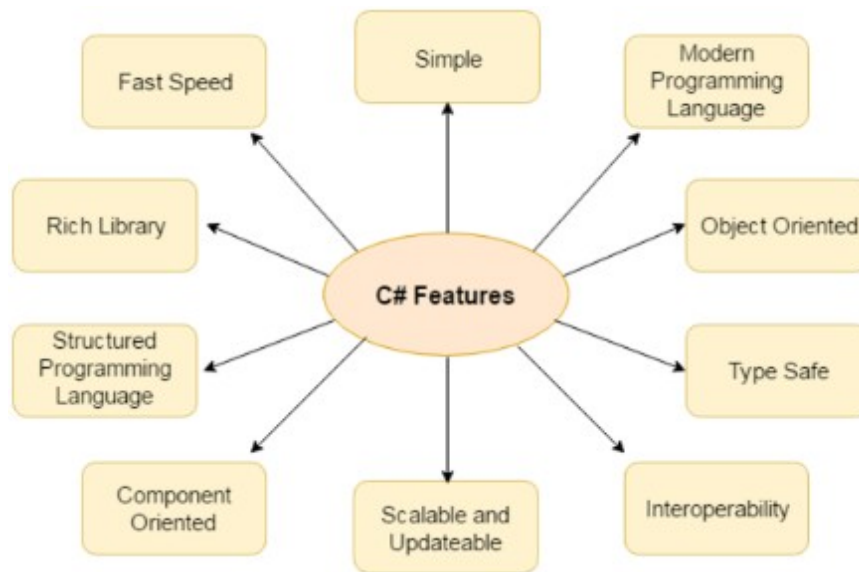 Simple
Fast Speed
Modern
Programming
Language
Rich Library
Object Oriented
C# Features
Structured
Programming
Language
Type Safe
Component
Oriented
Scalable and
Updateable
Interoperability